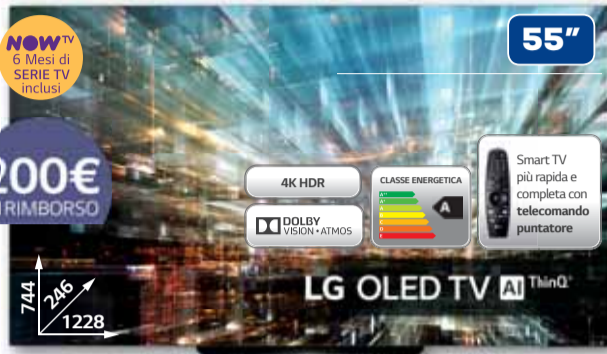 NOW TV
6 Mesi di
SERIE TV
inclusi
55"
200€
RIMBORSO
4K HDR
DOLBY
VISION • ATMOS
CLASSE ENERGETICA
A
Smart TV
più rapida e
completa con
telecomando
puntatore
LG OLED TV AI ThinQ
744
246
1228